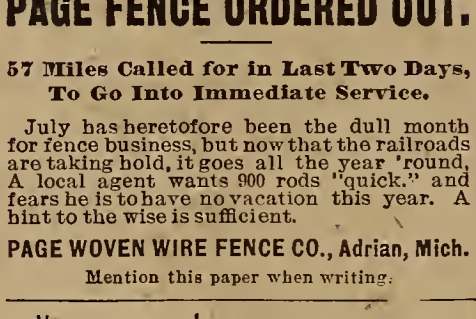 PAGE FENCE ORDERED OUT.
57 Miles Called for in Last Two Days,
To Go Into Immediate Service.
July has heretofore been the dull month
for fence business, but now that the railroads
are taking hold, it goes all the year 'round.
A local agent wants 900 rods "quick." and
fears he is to have no vacation this year. A
hint to the wise is sufficient.
PAGE WOVEN WIRE FENCE CO., Adrian, Mich.
Mention this paper when writing.